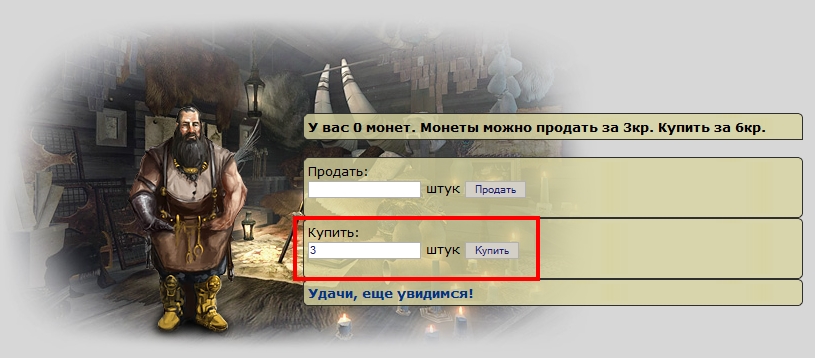 У вас 0 монет. Монеты можно продать за 3кр. Купить за 6кр.
Продать:
штук Продать
Купить:
3 штук Купить
Удачи, еще увидимся!